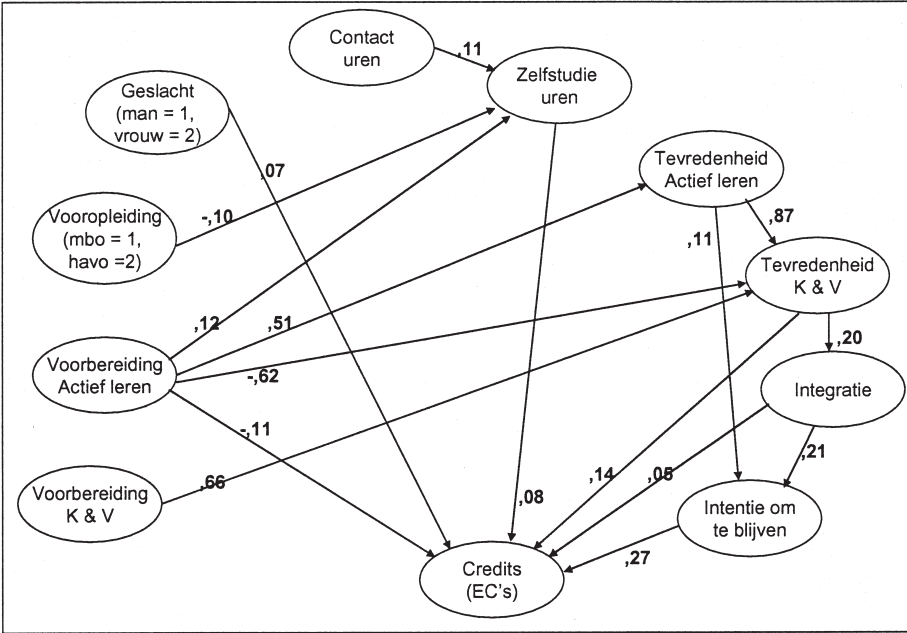 Contact
uren
,11
Zelfstudie
uren
Geslacht
(man = 1,
vrouw = 2)
,07
Tevredenheid
Actief leren
,87
Vooropleiding
(mbo = 1,
havo =2)
-,10
,11
Tevredenheid
K & V
,12
,51
,20
Voorbereiding
Actief leren
-,62
Integratie
-,11
,21
Voorbereiding
K & V
,66
,14
,05
,08
Intentie om
te blijven
,27
Credits
(EC's)